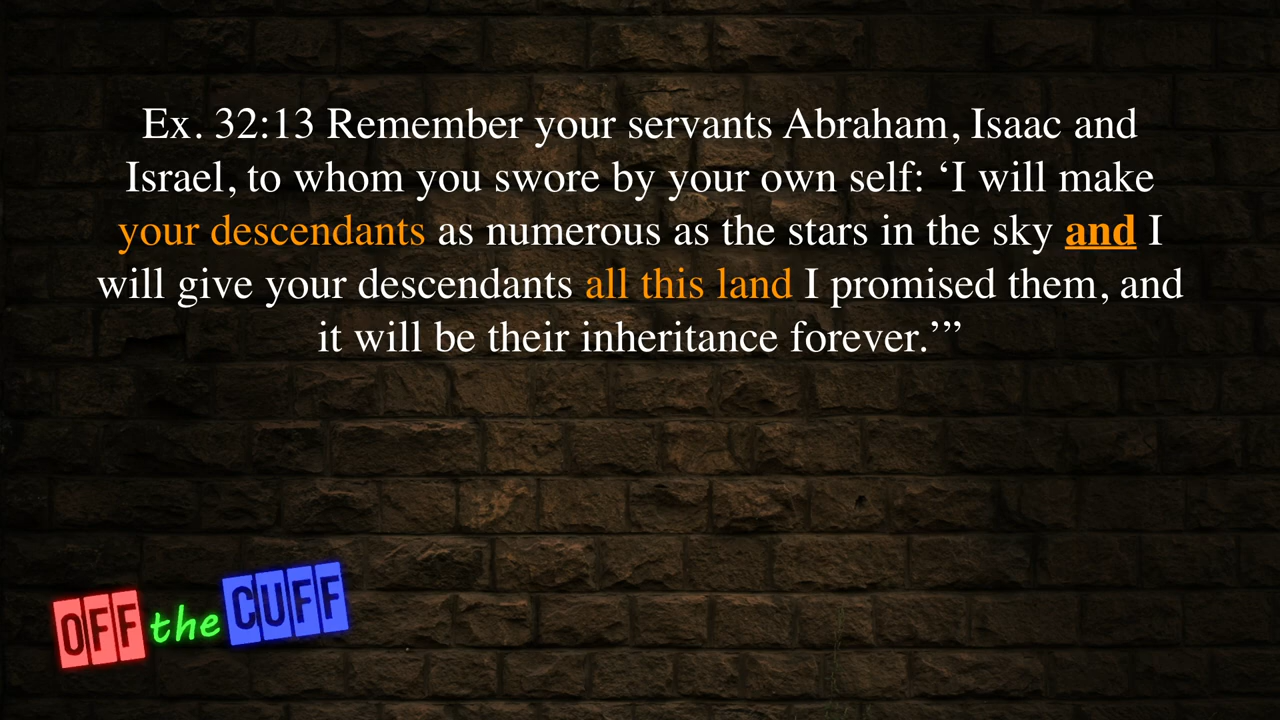 Ex. 32:13 Remember your servants Abraham, Isaac and
Israel, to whom you swore by your own self: ‘I will make
your descendants as numerous as the stars in the sky and I
will give your descendants all this land I promised them, and
it will be their inheritance forever.’”
OFF the CUFF